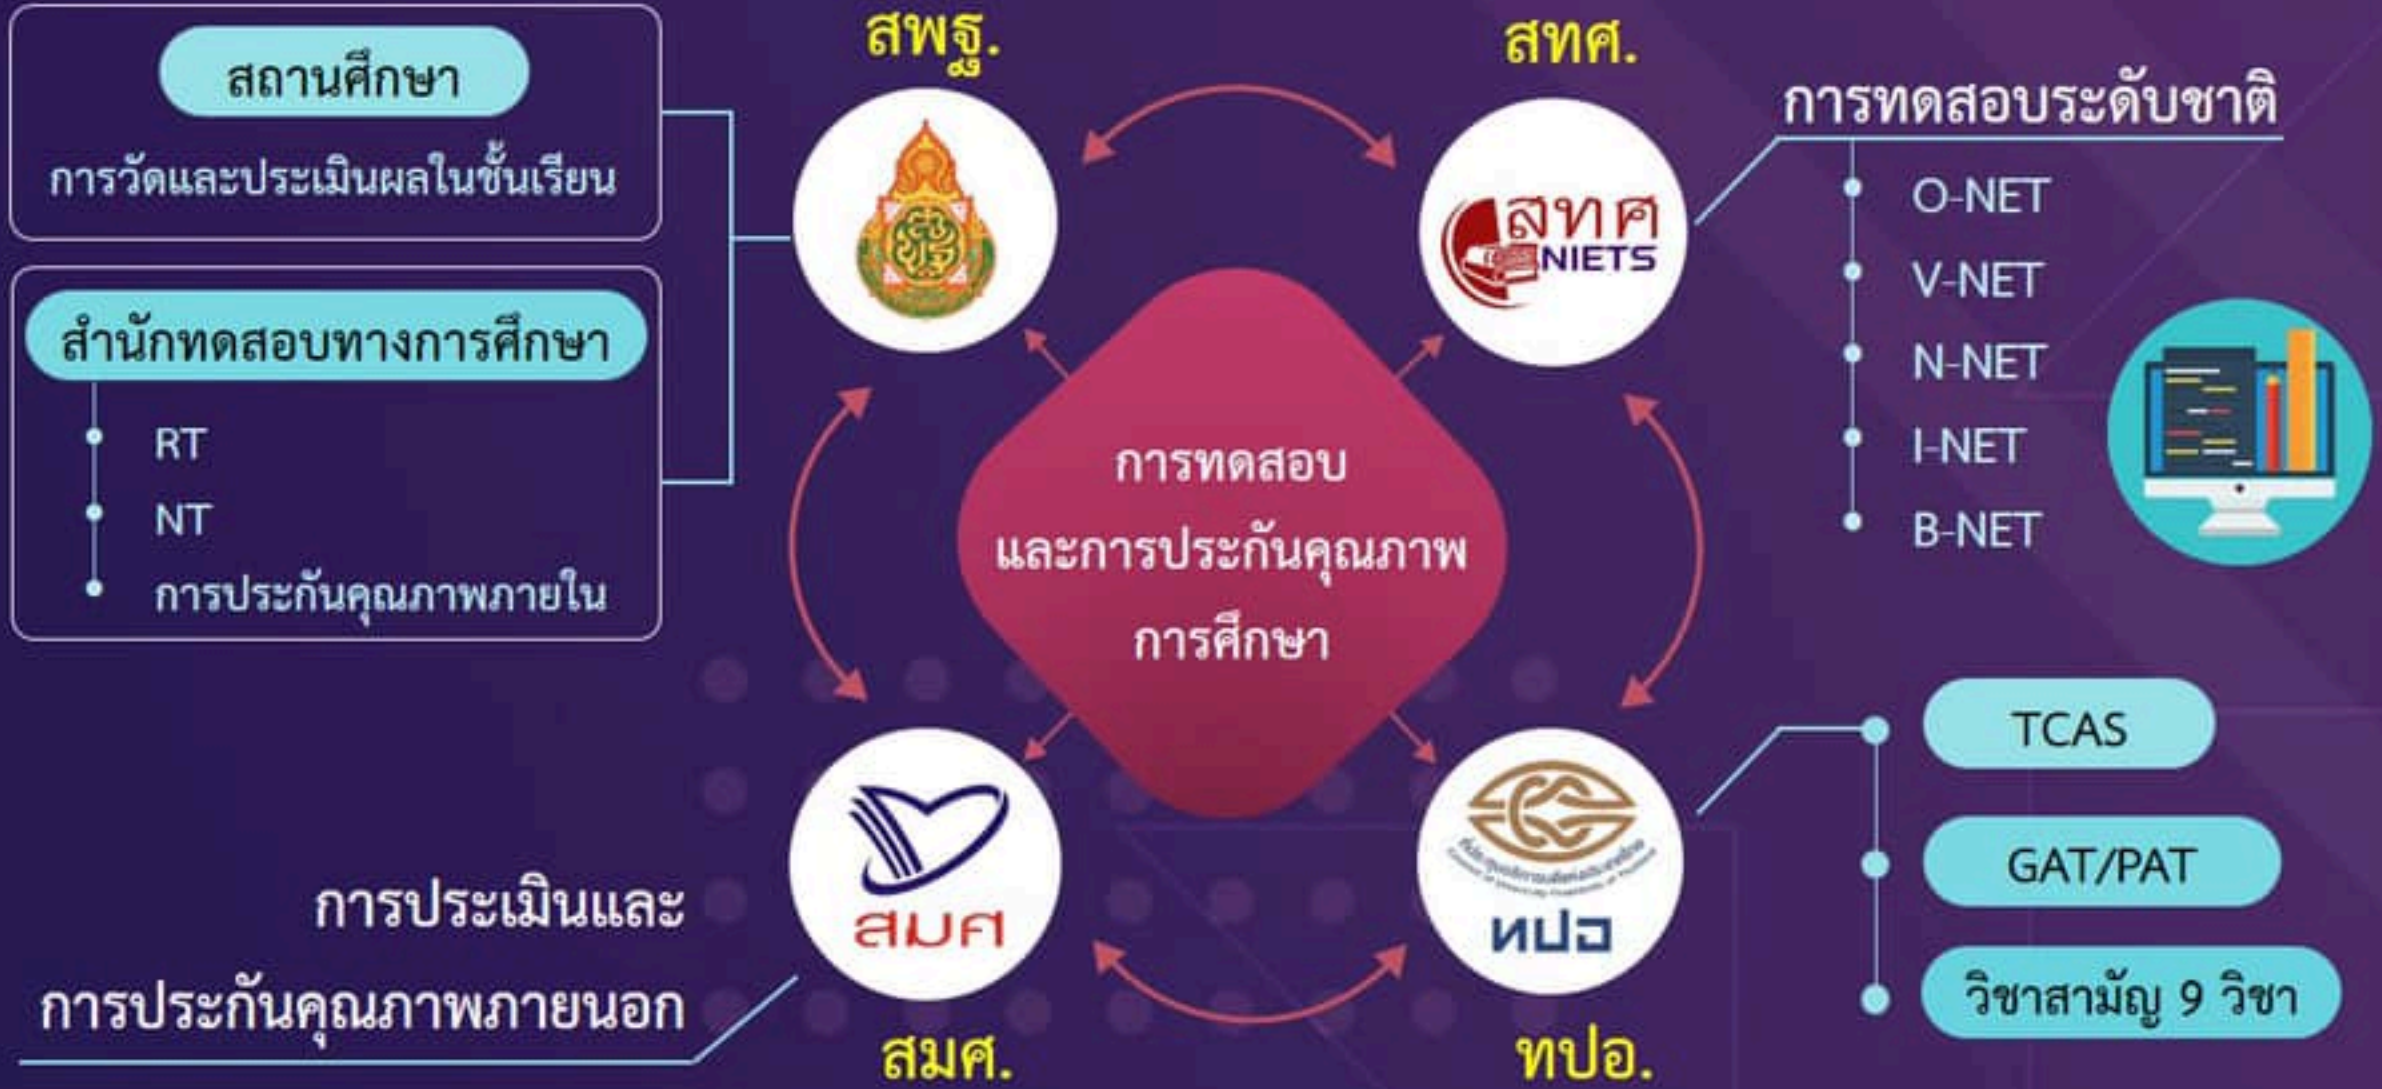 สพฐ.
สทศ.
สถานศึกษา
การวัดและประเมินผลในชั้นเรียน
สำนักทดสอบทางการศึกษา
RT
NT
การประกันคุณภาพภายใน
สทศ
NIETS
การทดสอบระดับชาติ
O-NET
V-NET
N-NET
I-NET
B-NET
การทดสอบ
และการประกันคุณภาพ
การศึกษา
การประเมินและ
การประกันคุณภาพภายนอก
สมศ
สมศ.
ทปอ
ทปอ.
TCAS
GAT/PAT
วิชาสามัญ 9 วิชา